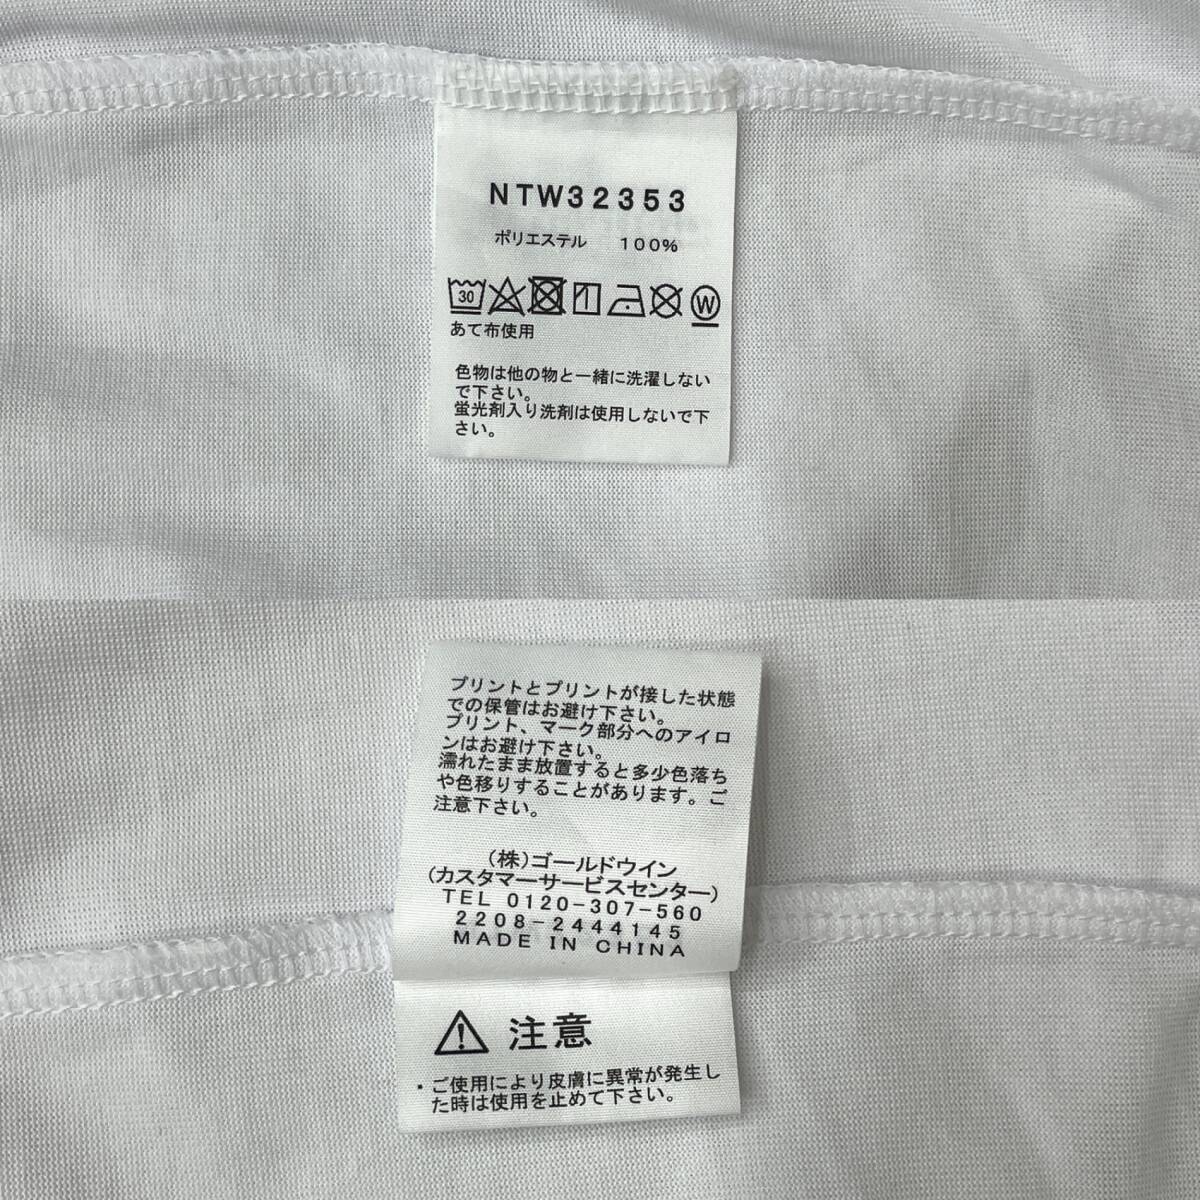 NTW32353
ポリエステル 100%
30
W
あて布使用
色物は他の物と一緒に洗濯しない
で下さい。
蛍光剤入り洗剤は使用しないで下
さい。
プリントとプリントが接した状態
での保管はお避け下さい。
プリント、マーク部分へのアイロ
ンはお避け下さい。
濡れたまま放置すると多少色落ち
や色移りすることがあります。ご
注意下さい。
(株)ゴールドウイン
(カスタマーサービスセンター)
TEL 0120-307-560
2208-2444145
MADE IN CHINA
注意
・ご使用により皮膚に異常が発生し
た時は使用を止めて下さい。